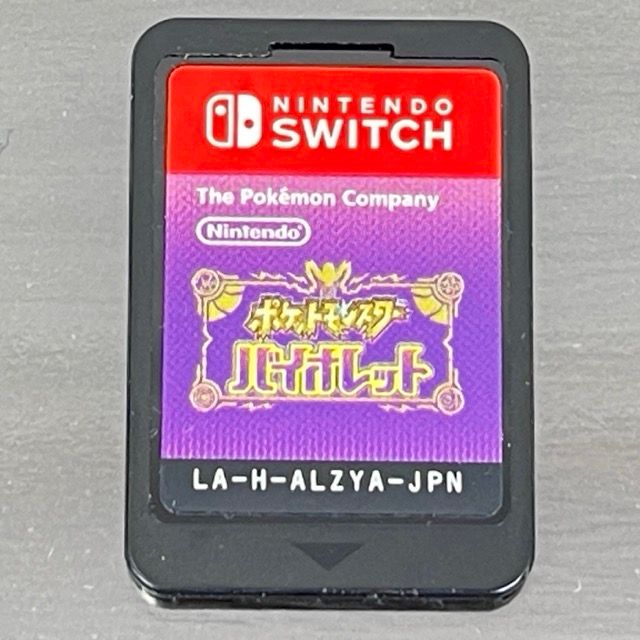 NINTENDO
SWITCH
The Pokémon Company
Nintendo
ポケットモンスター
バイオレット
LA-H-ALZYA-JPN